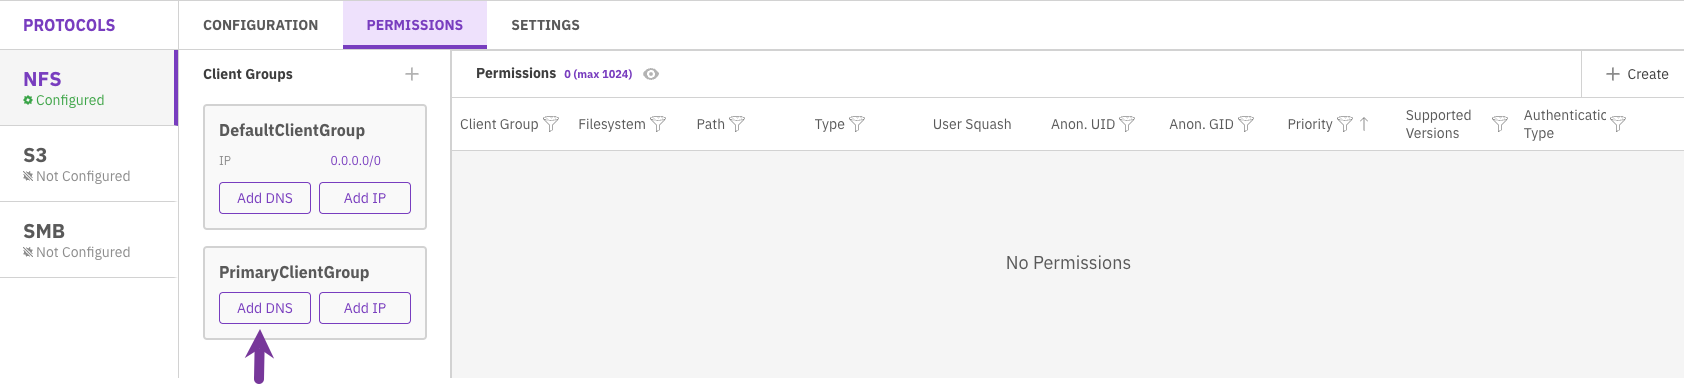 PROTOCOLS
CONFIGURATION
PERMISSIONS
SETTINGS
NFS
Configured
S3
Not Configured
SMB
Not Configured
Client Groups
DefaultClientGroup
IP 0.0.0.0/0
Add DNS
Add IP
PrimaryClientGroup
Add DNS
Add IP
Permissions 0 (max 1024)
Create
Client Group
Filesystem
Path
Type
User Squash
Anon. UID
Anon. GID
Priority
Supported
Versions
Authenticatic
Type
No Permissions